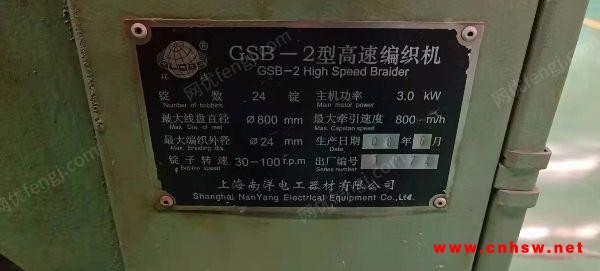 GLOBE
环球
GSB-2型高速编织机
GSB-2 High Speed Braider
锭数 24 锭 主机功率 3.0 kW
Number of bobbins Main motor power
最大线盘直径 Ø800 mm 最大牵引速度 800 m/h
Max. Dia. of reel Max. Capstan speed
最大编织外径 Ø24 mm 生产日期 06 年 月
Max. Braiding dia. Date
锭子转速 30-100 r.p.m 出厂编号
Bobbin speed Series number
上海南洋电工器材有限公司
Shanghai NanYang Electrical Equipment Co.,Ltd.
www.cnhsw.net